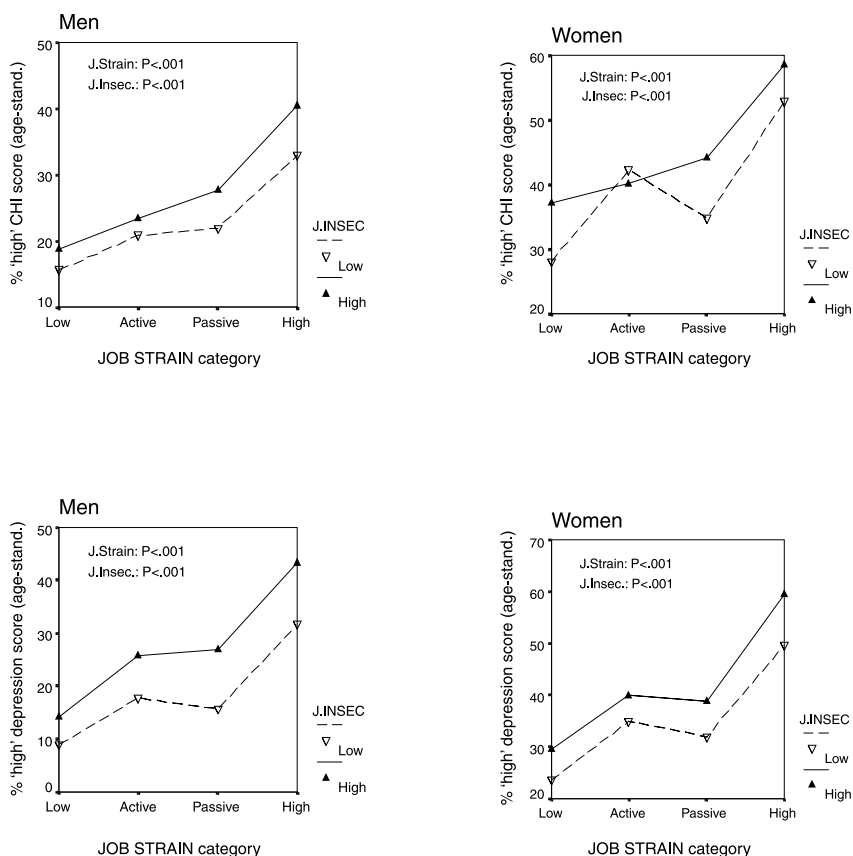 Men
50
40
30
20
10
% ‘high’ CHI score (age-stand.)
J.Strain: P<.001
J.Insec.: P<.001
Low Active Passive High
JOB STRAIN category
J.INSEC
Low
High
Women
60
50
40
30
20
% ‘high’ CHI score (age-stand.)
J.Strain: P<.001
J.Insec: P<.001
Low Active Passive High
JOB STRAIN category
J.INSEC
Low
High
Men
50
40
30
20
10
0
% ‘high’ depression score (age-stand.)
J.Strain: P<.001
J.Insec.: P<.001
Low Active Passive High
JOB STRAIN category
J.INSEC
Low
High
Women
70
60
50
40
30
20
% ‘high’ depression score (age-stand.)
J.Strain: P<.001
J.Insec.: P<.001
Low Active Passive High
JOB STRAIN category
J.INSEC
Low
High